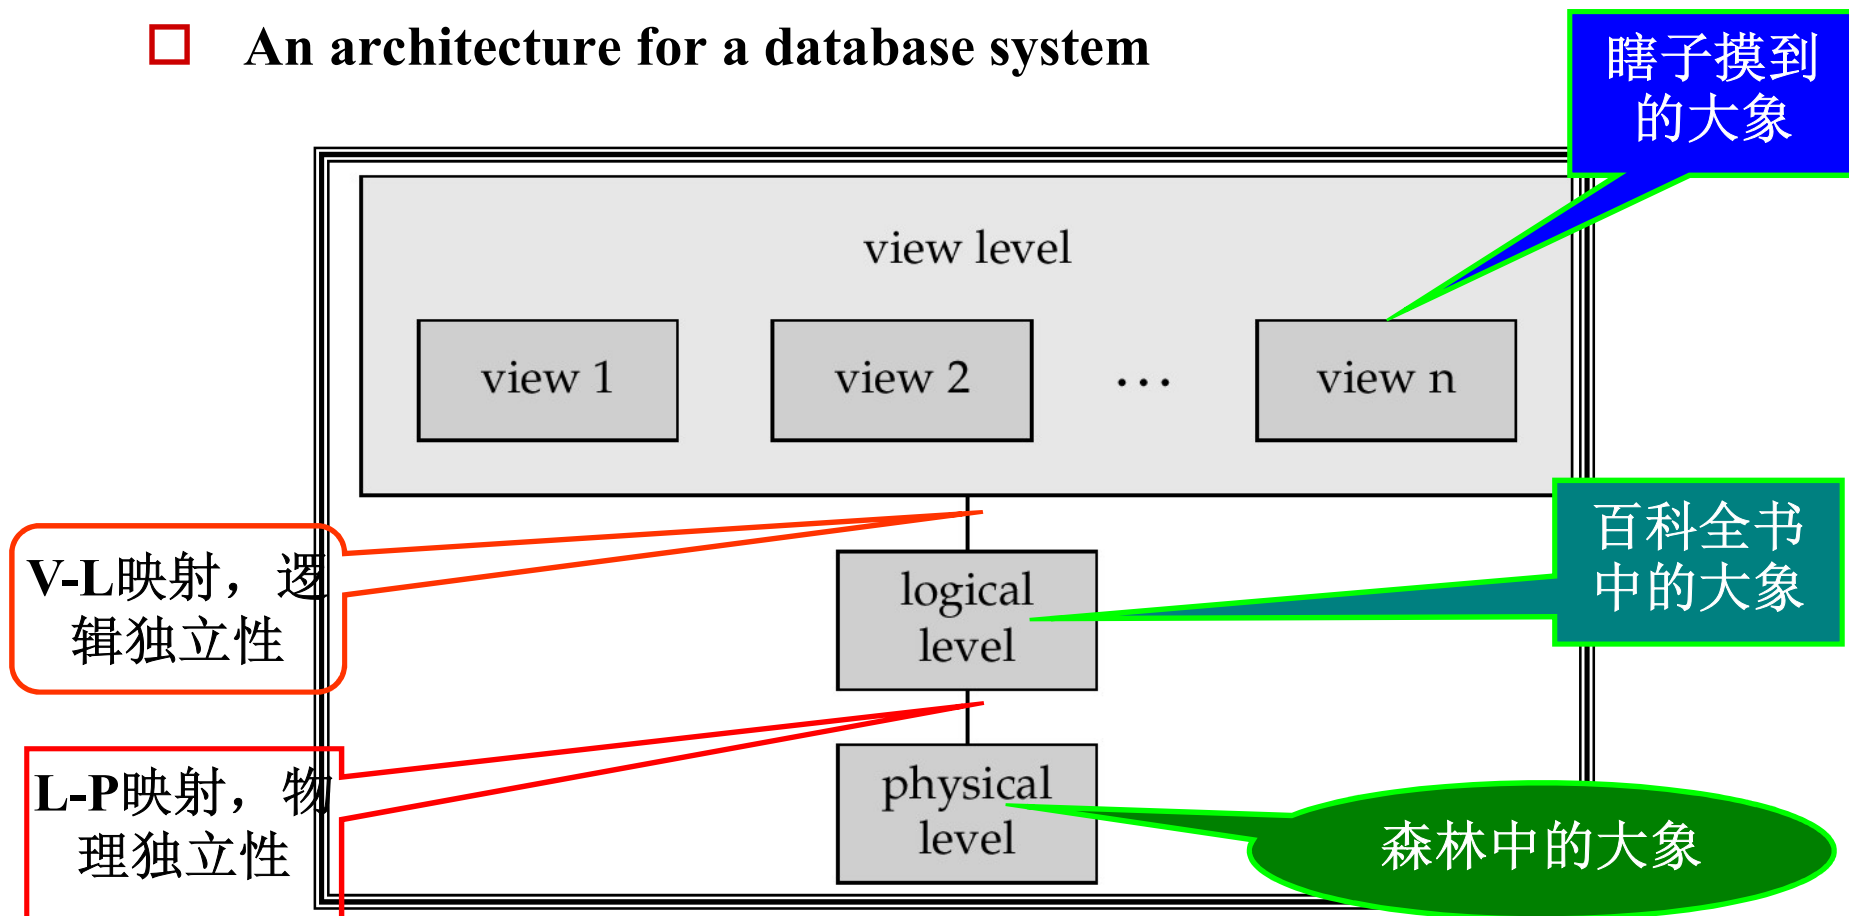 An architecture for a database system
瞎子摸到
的大象
view level
view 1
view 2
...
view n
百科全书
中的大象
V-L映射，逻
辑独立性
logical
level
L-P映射，物
理独立性
physical
level
森林中的大象